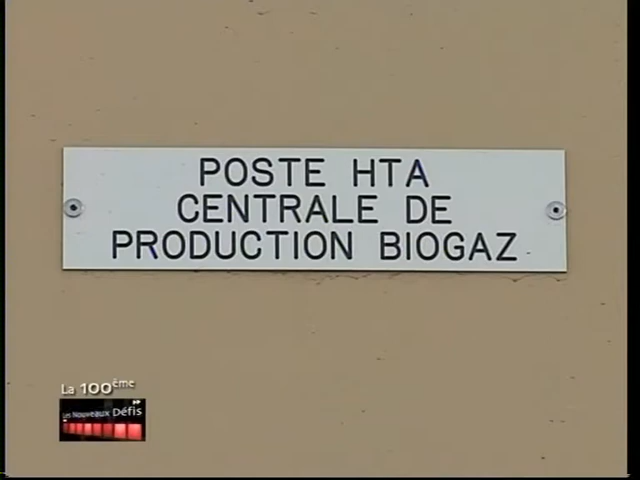 POSTE HTA
CENTRALE DE
PRODUCTION BIOGAZ
La 100ème
Les Nouveaux Défis